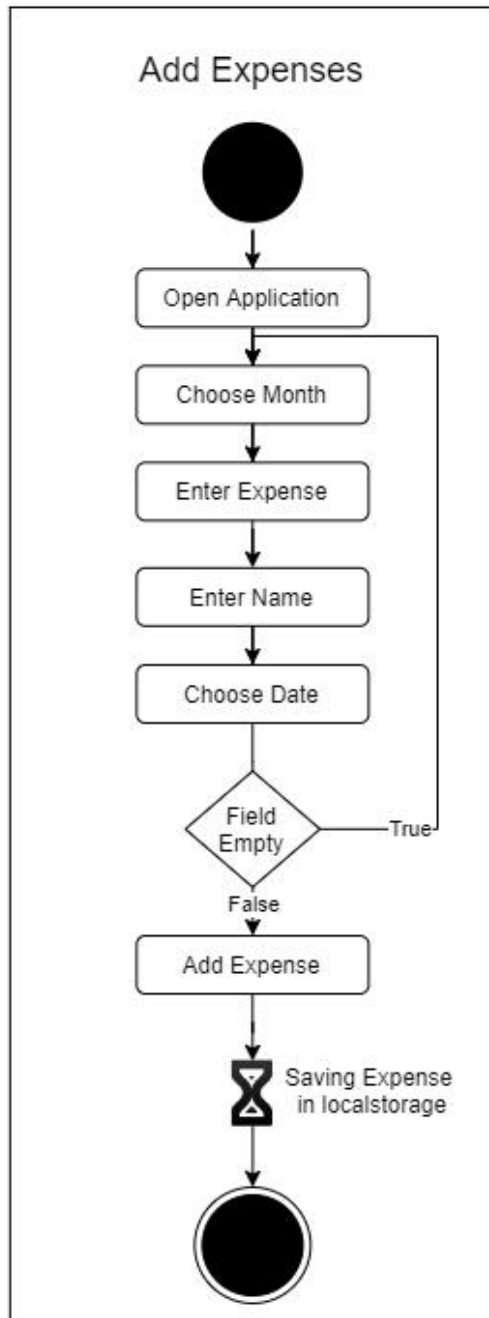 Add Expenses
Open Application
Choose Month
Enter Expense
Enter Name
Choose Date
Field
Empty
True
False
Add Expense
Saving Expense
in localstorage